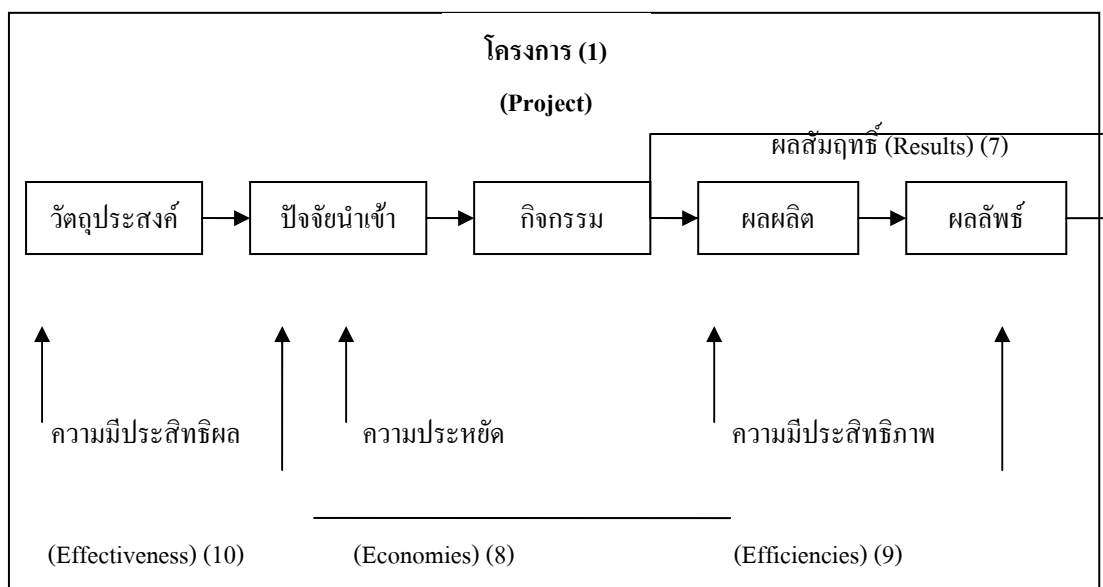 โครงการ (1)
(Project)
ผลสัมฤทธิ์ (Results) (7)
วัตถุประสงค์ ปัจจัยนำเข้า กิจกรรม ผลผลิต ผลลัพธ์
ความมีประสิทธิผล ความประหยัด ความมีประสิทธิภาพ
(Effectiveness) (10) (Economies) (8) (Efficiencies) (9)